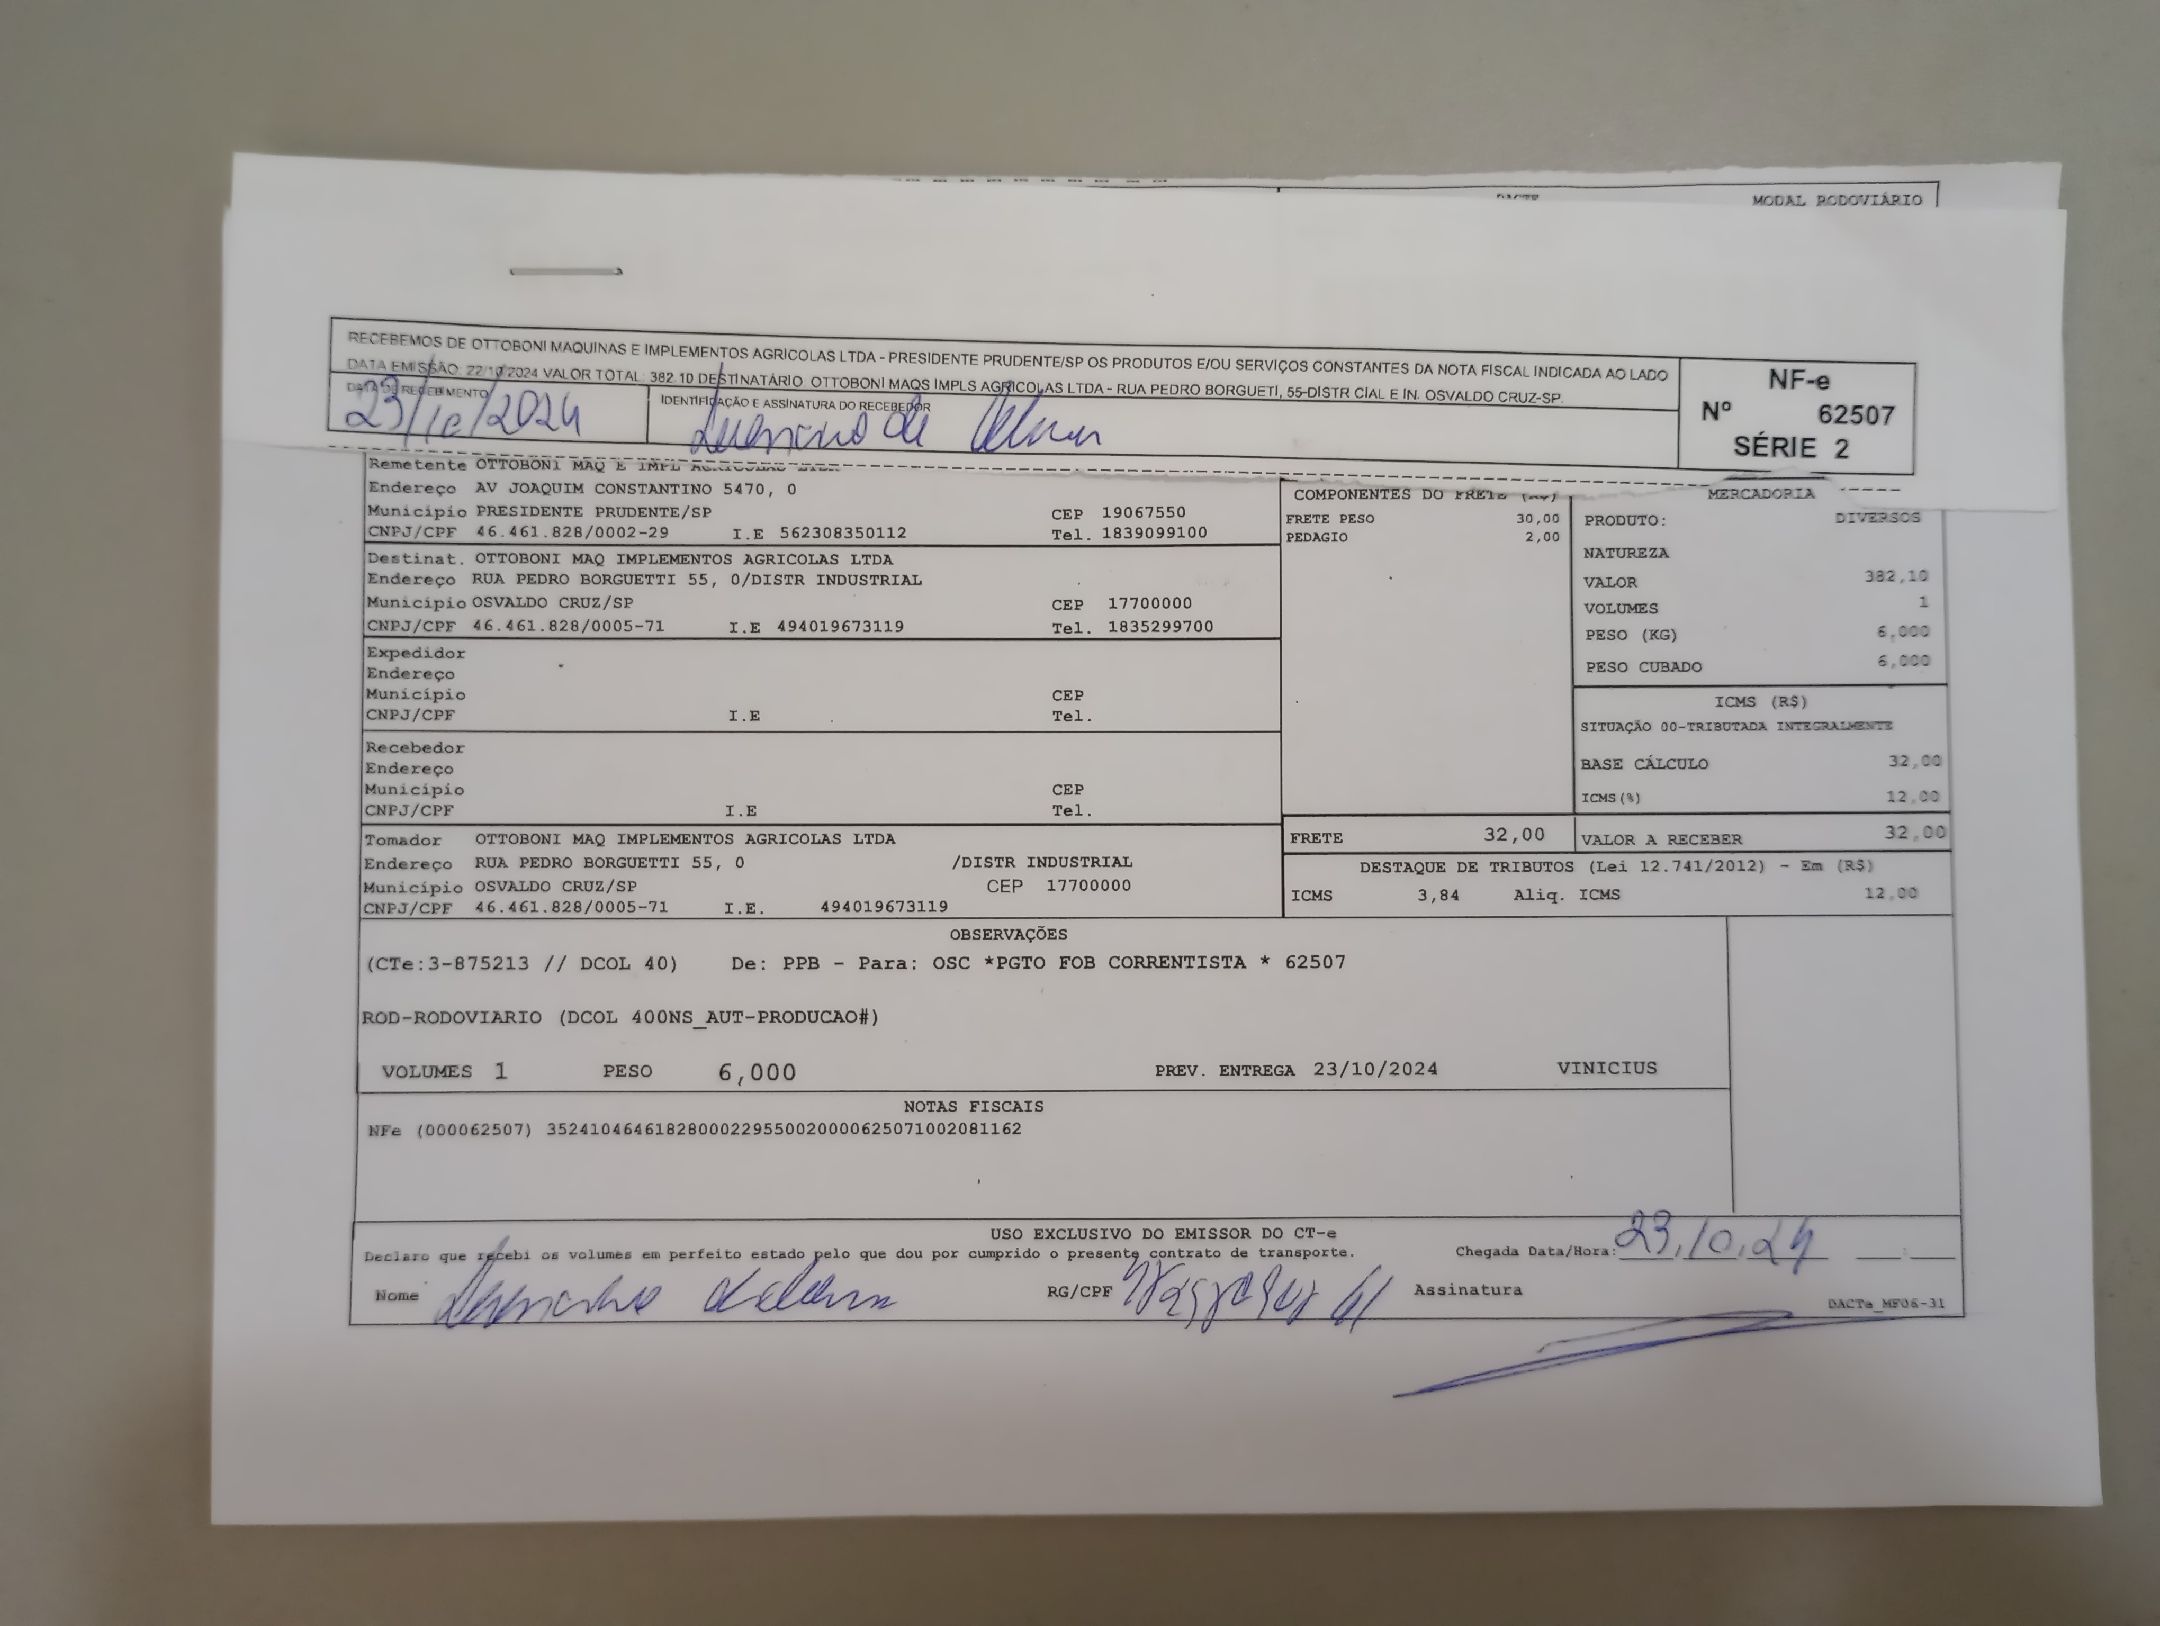 MODAL RODOVIÁRIO
RECEBEMOS DE OTTOBONI MAQUINAS E IMPLEMENTOS AGRICOLAS LTDA - PRESIDENTE PRUDENTE/SP OS PRODUTOS E/OU SERVIÇOS CONSTANTES DA NOTA FISCAL INDICADA AO LADO
DATA EMISSÃO: 22/10/2024 VALOR TOTAL: 382.10 DESTINATÁRIO: OTTOBONI MAQS IMPLS AGRICOLAS LTDA - RUA PEDRO BORGUETI, 55-DISTR CIAL E IN. OSVALDO CRUZ-SP.
DATA DE RECEBIMENTO
23/10/2024
IDENTIFICAÇÃO E ASSINATURA DO RECEBEDOR
de
NF-e
Nº 62507
SÉRIE 2
Remetente OTTOBONI MAQ E IMPL
Endereço AV JOAQUIM CONSTANTINO 5470, 0
Município PRESIDENTE PRUDENTE/SP CEP 19067550
CNPJ/CPF 46.461.828/0002-29 I.E 562308350112 Tel. 1839099100
Destinat. OTTOBONI MAQ IMPLEMENTOS AGRICOLAS LTDA
Endereço RUA PEDRO BORGUETTI 55, 0/DISTR INDUSTRIAL
Município OSVALDO CRUZ/SP CEP 17700000
CNPJ/CPF 46.461.828/0005-71 I.E 494019673119 Tel. 1835299700
Expedidor
Endereço
Município CEP
CNPJ/CPF I.E Tel.
Recebedor
Endereço
Município CEP
CNPJ/CPF I.E Tel.
Tomador OTTOBONI MAQ IMPLEMENTOS AGRICOLAS LTDA
Endereço RUA PEDRO BORGUETTI 55, 0 /DISTR INDUSTRIAL
Município OSVALDO CRUZ/SP CEP 17700000
CNPJ/CPF 46.461.828/0005-71 I.E. 494019673119
COMPONENTES DO FRETE
FRETE PESO 30,00
PEDAGIO 2,00
MERCADORIA
PRODUTO: DIVERSOS
NATUREZA
VALOR 382,10
VOLUMES 1
PESO (KG) 6,000
PESO CUBADO 6,000
ICMS (R$)
SITUAÇÃO 00-TRIBUTADA INTEGRALMENTE
BASE CÁLCULO 32,00
ICMS(%) 12,00
FRETE 32,00
VALOR A RECEBER 32,00
DESTAQUE DE TRIBUTOS (Lei 12.741/2012) - Em (R$)
ICMS 3,84 Aliq. ICMS 12,00
OBSERVAÇÕES
(CTe:3-875213 // DCOL 40) De: PPB - Para: OSC *PGTO FOB CORRENTISTA * 62507
ROD-RODOVIARIO (DCOL 400NS_AUT-PRODUCAO#)
VOLUMES 1 PESO 6,000 PREV. ENTREGA 23/10/2024 VINICIUS
NOTAS FISCAIS
NFe (000062507) 35241046461828000229550020000625071002081162
USO EXCLUSIVO DO EMISSOR DO CT-e
Declaro que recebi os volumes em perfeito estado pelo que dou por cumprido o presente contrato de transporte. Chegada Data/Hora: 23,10,24
Nome RG/CPF Assinatura
DACTe_MF06-31